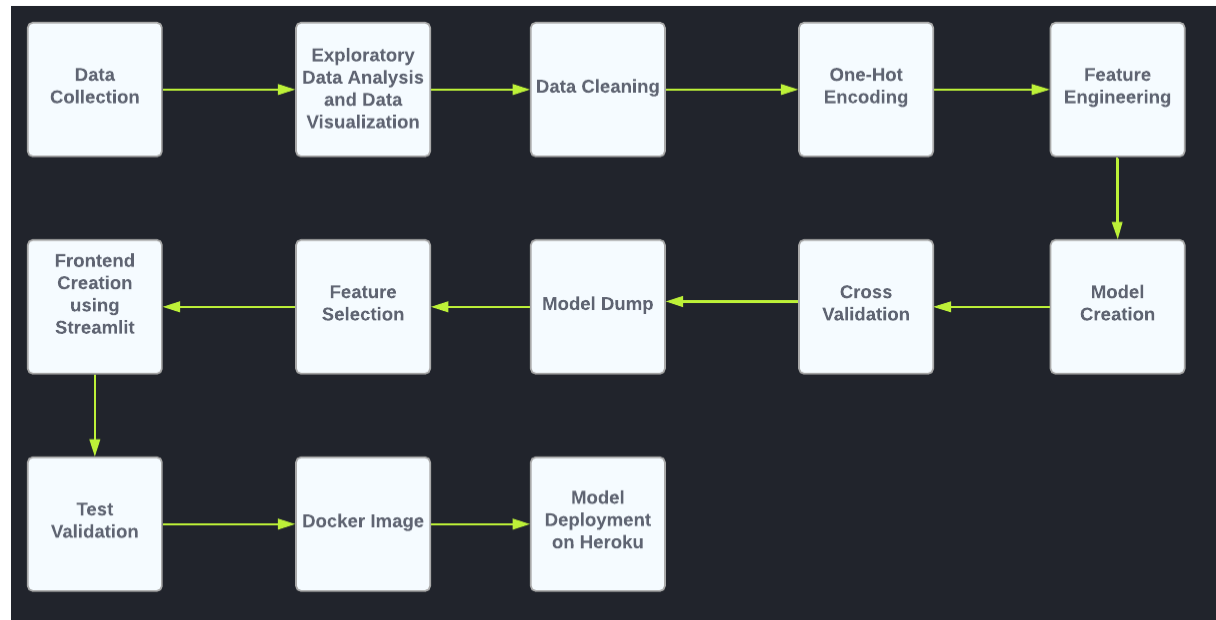 Data
Collection
Exploratory
Data Analysis
and Data
Visualization
Data Cleaning
One-Hot
Encoding
Feature
Engineering
Frontend
Creation
using
Streamlit
Feature
Selection
Model Dump
Cross
Validation
Model
Creation
Test
Validation
Docker Image
Model
Deployment
on Heroku